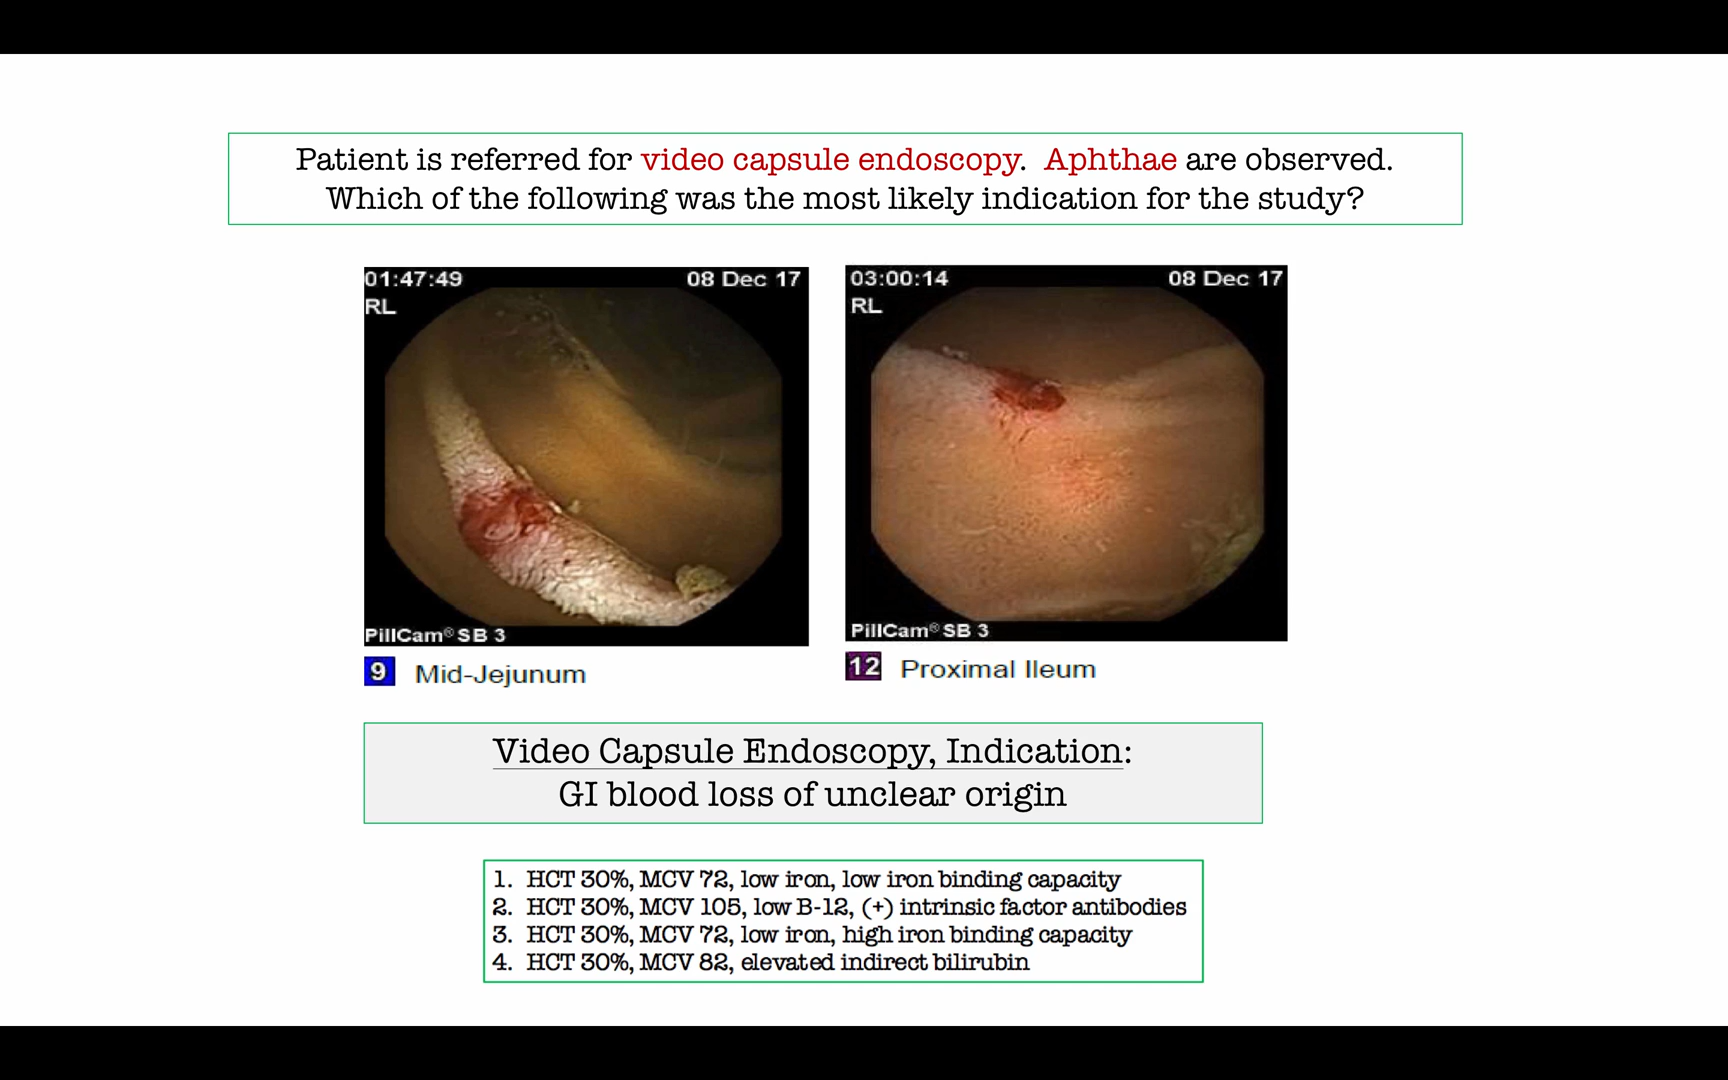 Patient is referred for video capsule endoscopy. Aphthae are observed.
Which of the following was the most likely indication for the study?
01:47:49 08 Dec 17
RL
PillCam® SB 3
9 Mid-Jejunum
03:00:14 08 Dec 17
RL
PillCam® SB 3
12 Proximal Ileum
Video Capsule Endoscopy, Indication:
GI blood loss of unclear origin
1. HCT 30%, MCV 72, low iron, low iron binding capacity
2. HCT 30%, MCV 105, low B-12, (+) intrinsic factor antibodies
3. HCT 30%, MCV 72, low iron, high iron binding capacity
4. HCT 30%, MCV 82, elevated indirect bilirubin